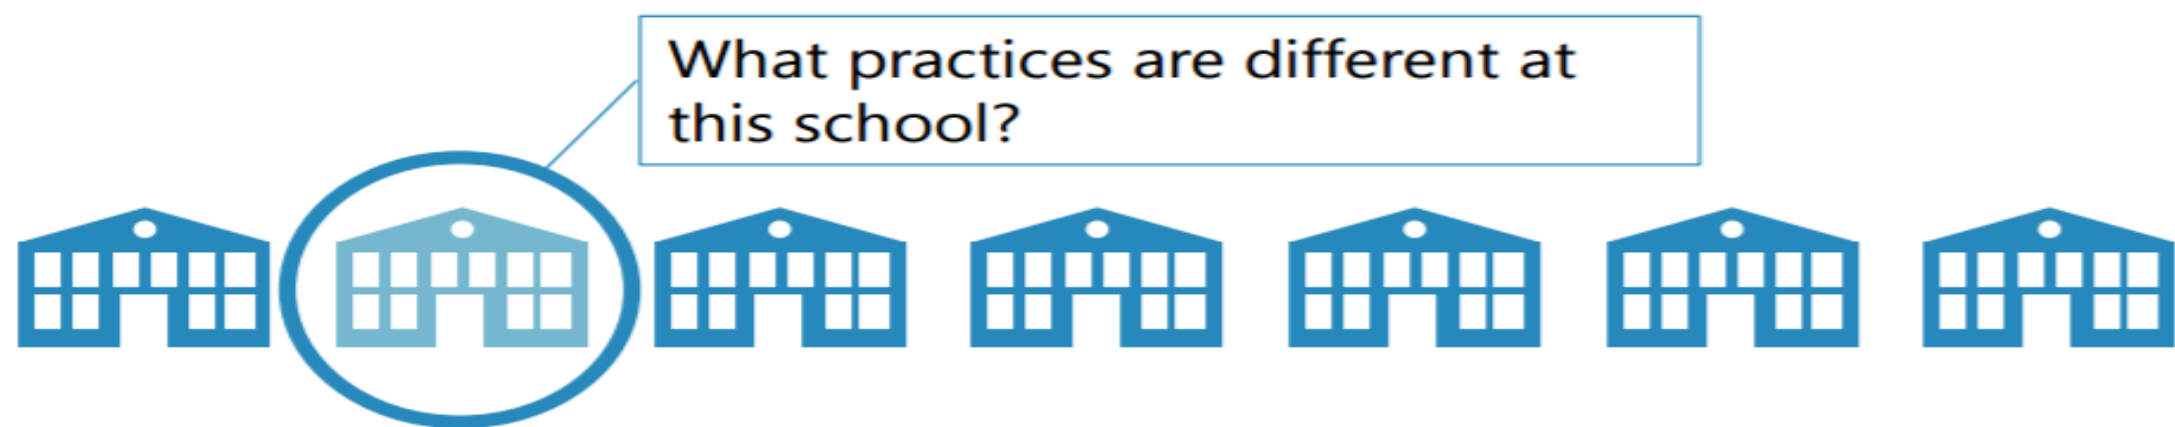 What practices are different at
this school?